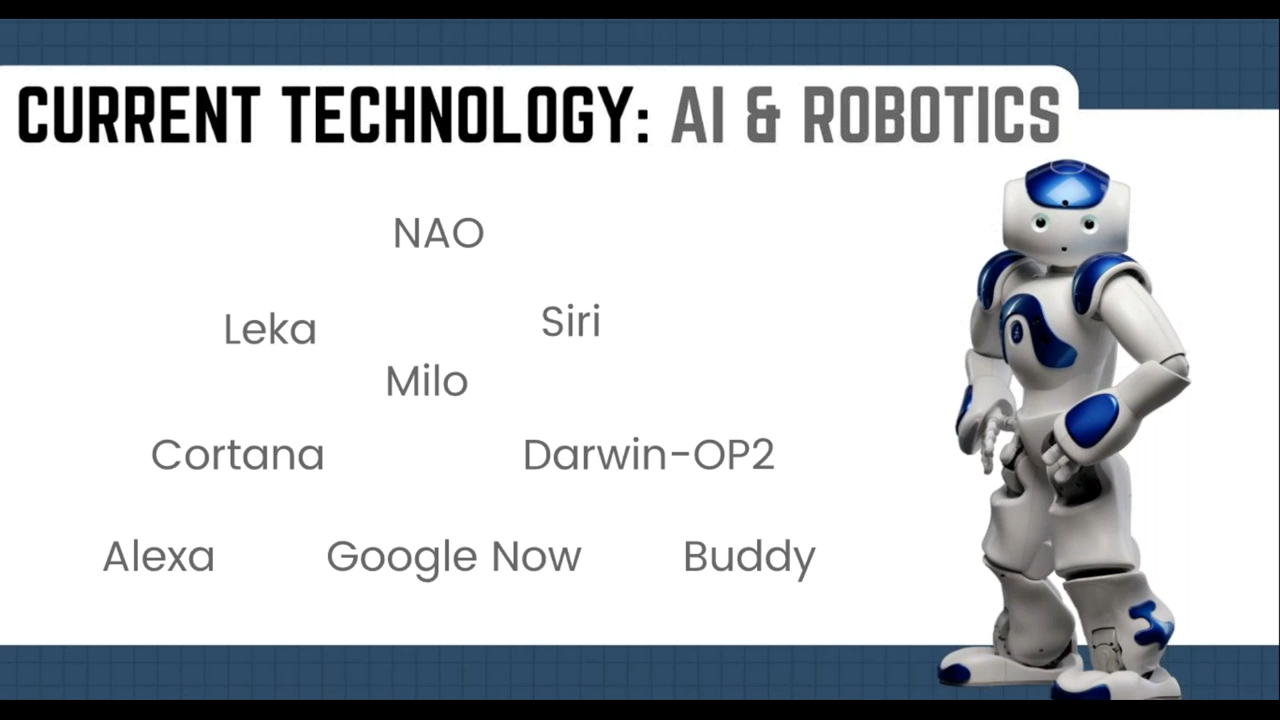 CURRENT TECHNOLOGY: AI & ROBOTICS
NAO
Leka Siri
Milo
Cortana Darwin-OP2
Alexa Google Now Buddy